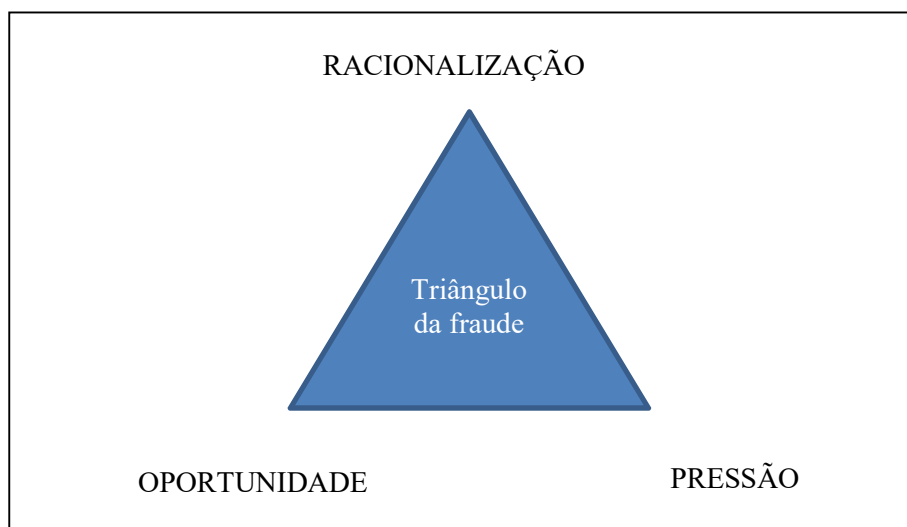 RACIONALIZAÇÃO
Triângulo
da fraude
OPORTUNIDADE
PRESSÃO